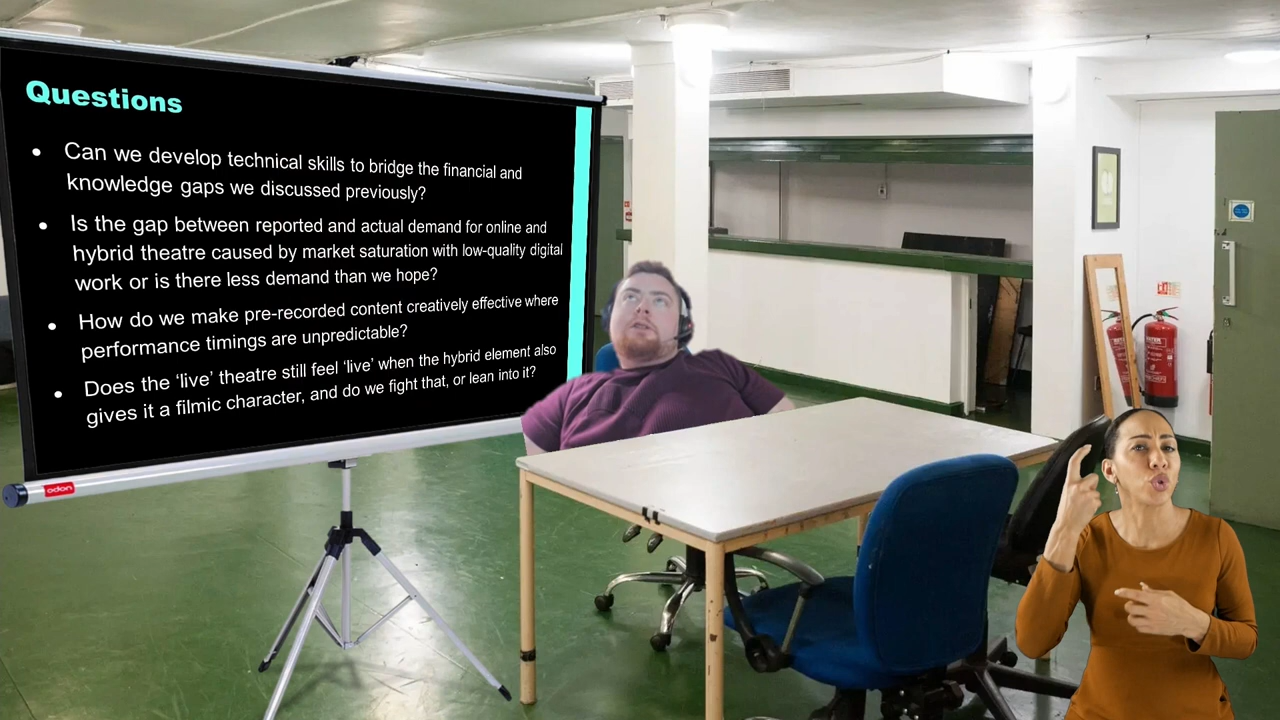 Questions
• Can we develop technical skills to bridge the financial and
knowledge gaps we discussed previously?
• Is the gap between reported and actual demand for online and
hybrid theatre caused by market saturation with low-quality digital
work or is there less demand than we hope?
• How do we make pre-recorded content creatively effective where
performance timings are unpredictable?
• Does the ‘live’ theatre still feel ‘live’ when the hybrid element also
gives it a filmic character, and do we fight that, or lean into it?
odon